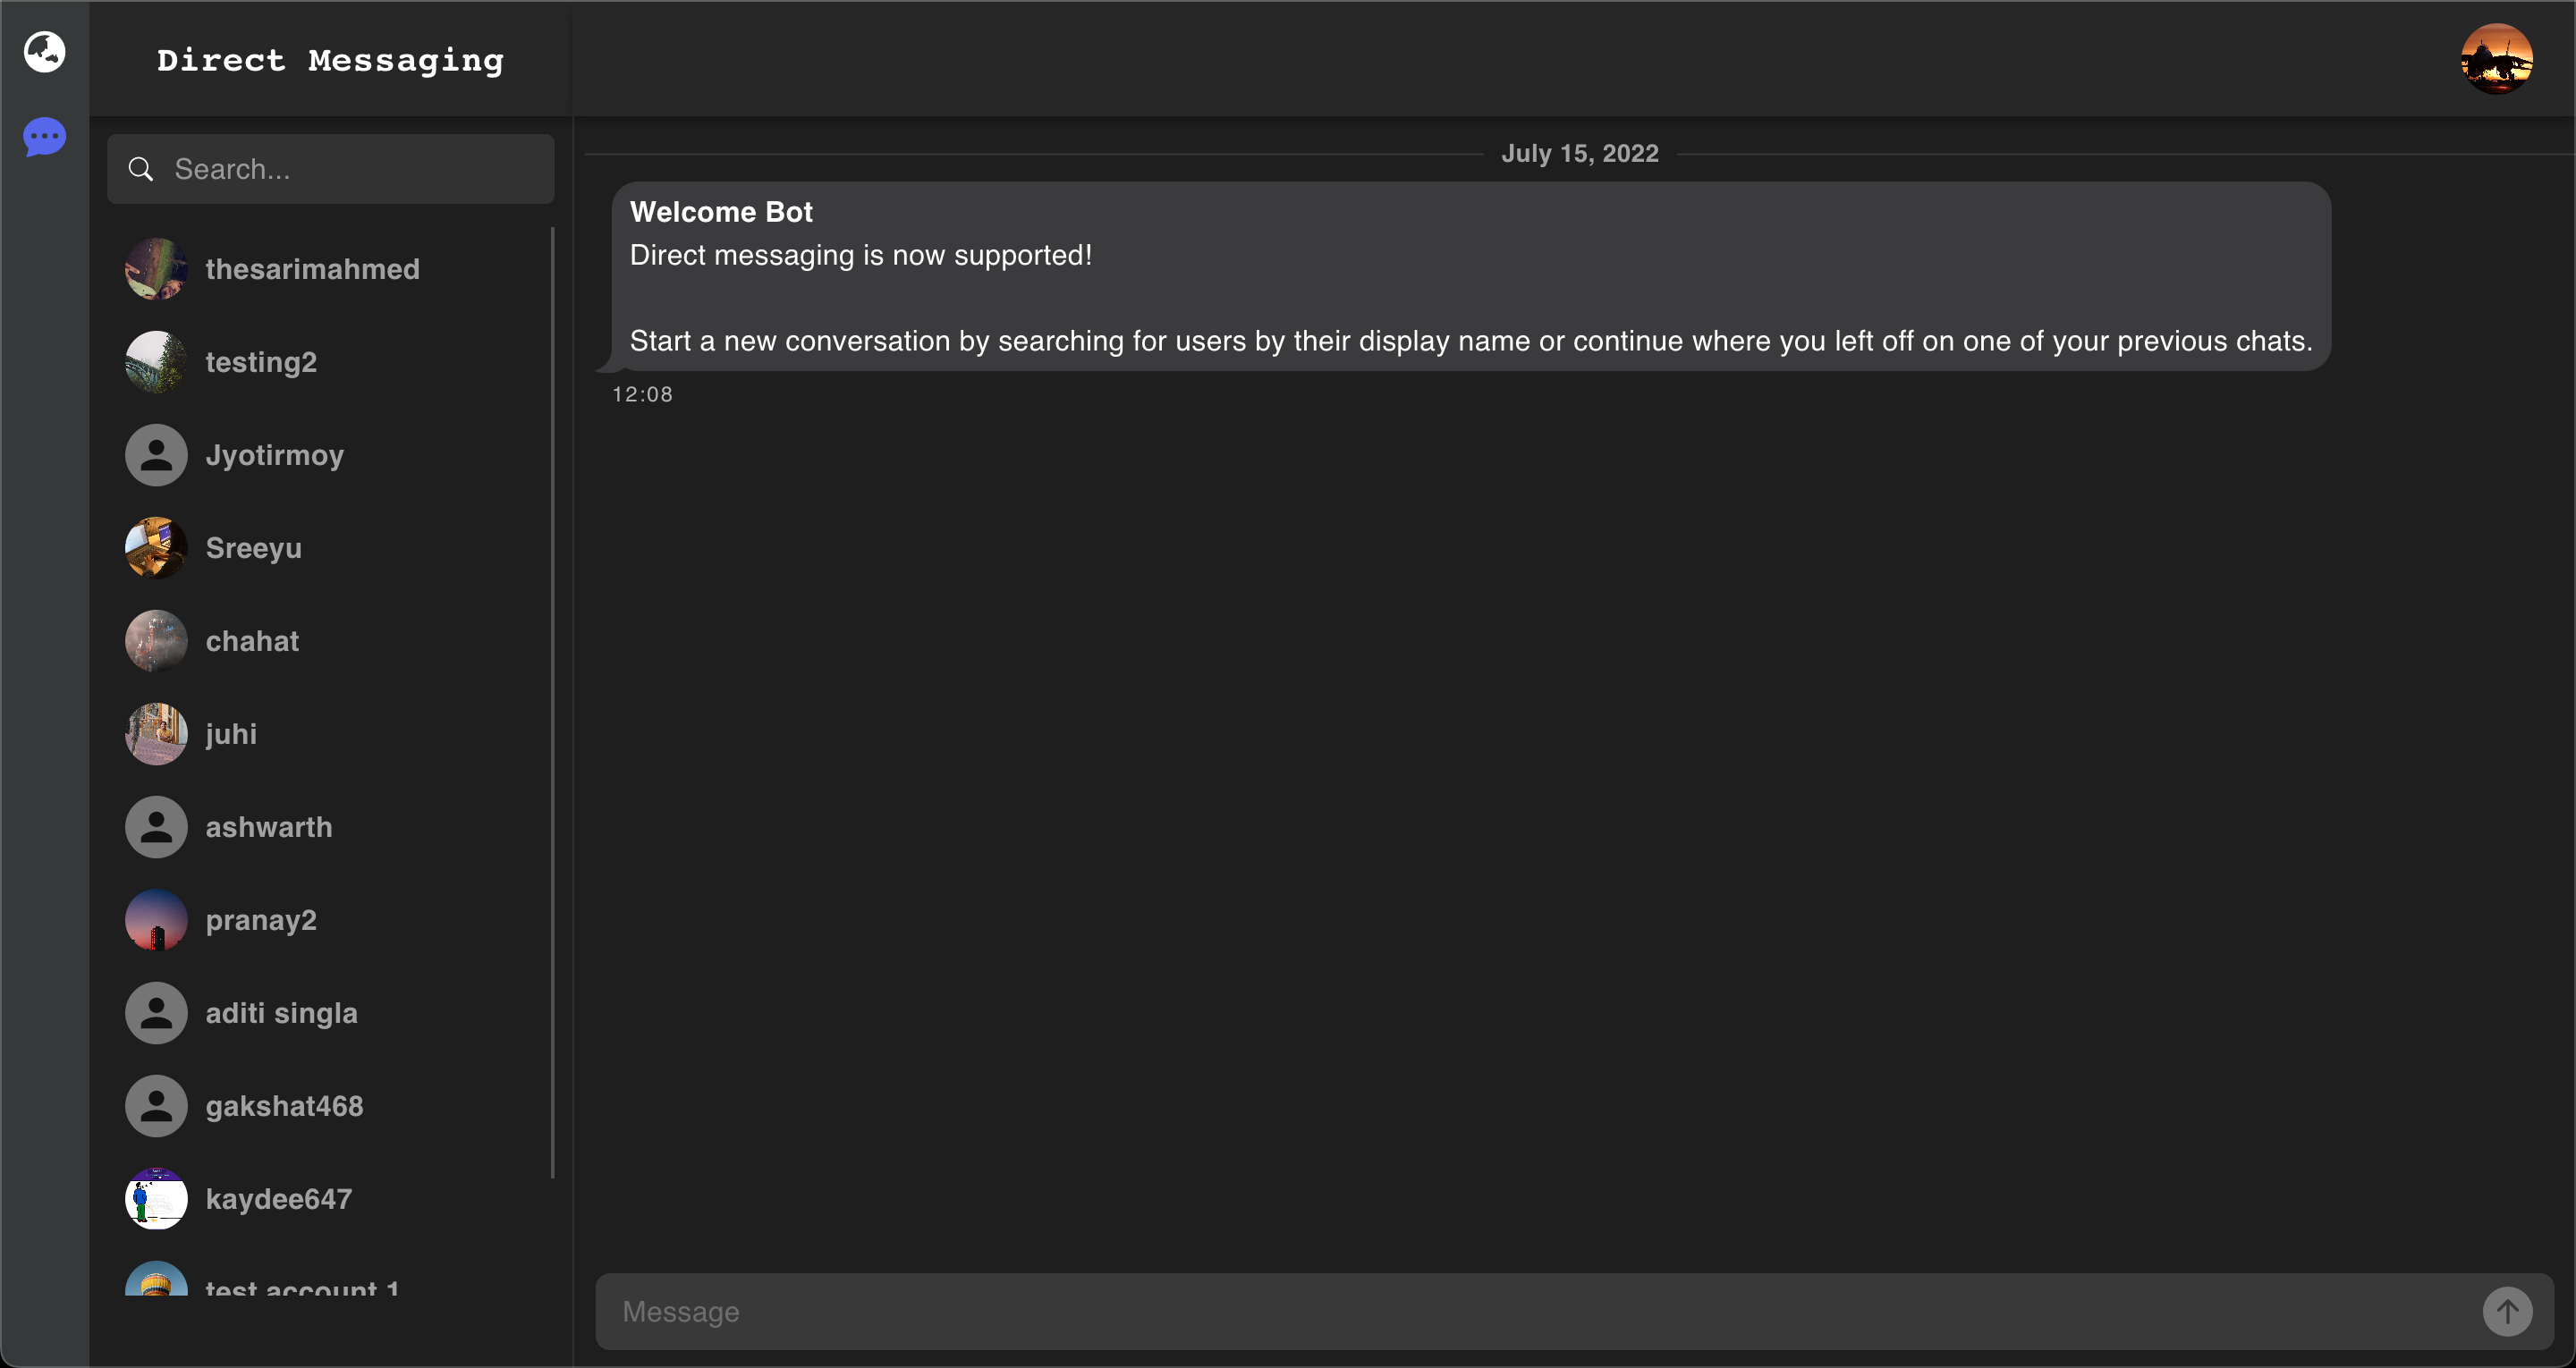 Direct Messaging
Search...
thesarimahmed
testing2
Jyotirmoy
Sreeyu
chahat
juhi
ashwarth
pranay2
aditi singla
gakshat468
kaydee647
test account 1
July 15, 2022
Welcome Bot
Direct messaging is now supported!
Start a new conversation by searching for users by their display name or continue where you left off on one of your previous chats.
12:08
Message